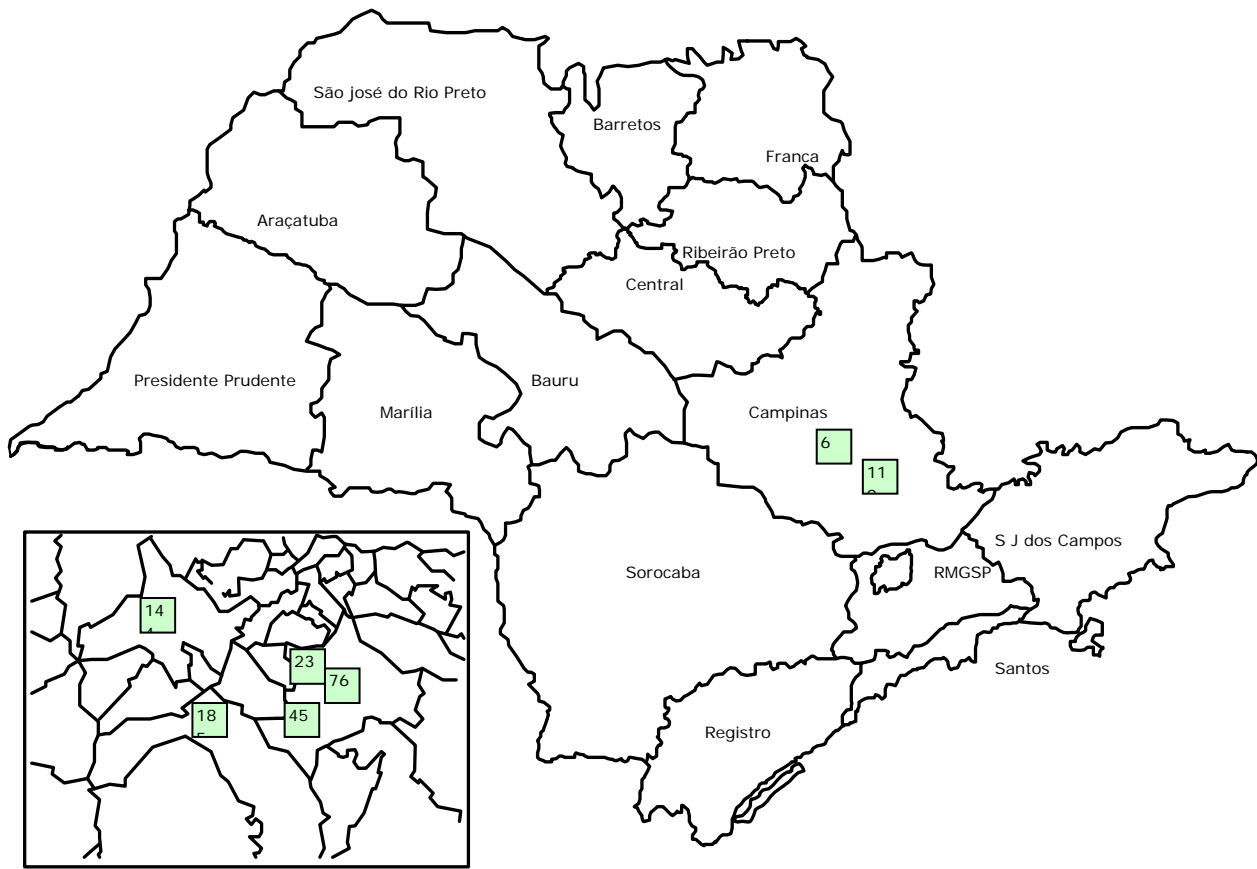 São josé do Rio Preto
Barretos
Franca
Araçatuba
Ribeirão Preto
Central
Presidente Prudente
Bauru
Marília
Campinas
6
11
S J dos Campos
Sorocaba
RMGSP
14
23
Santos
76
18
45
Registro